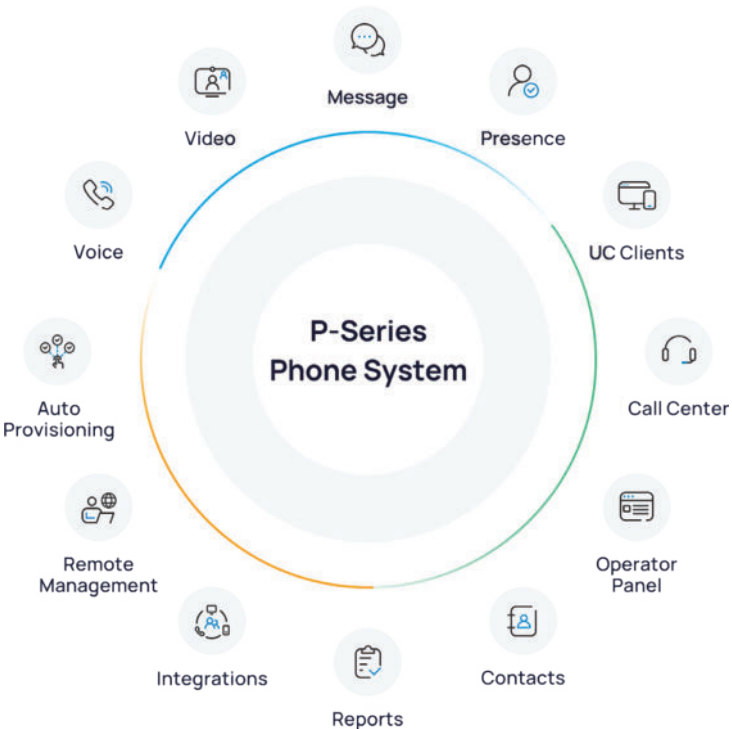 Message
Video
Presence
Voice
UC Clients
P-Series
Phone System
Auto
Provisioning
Call Center
Remote
Management
Operator
Panel
Integrations
Contacts
Reports